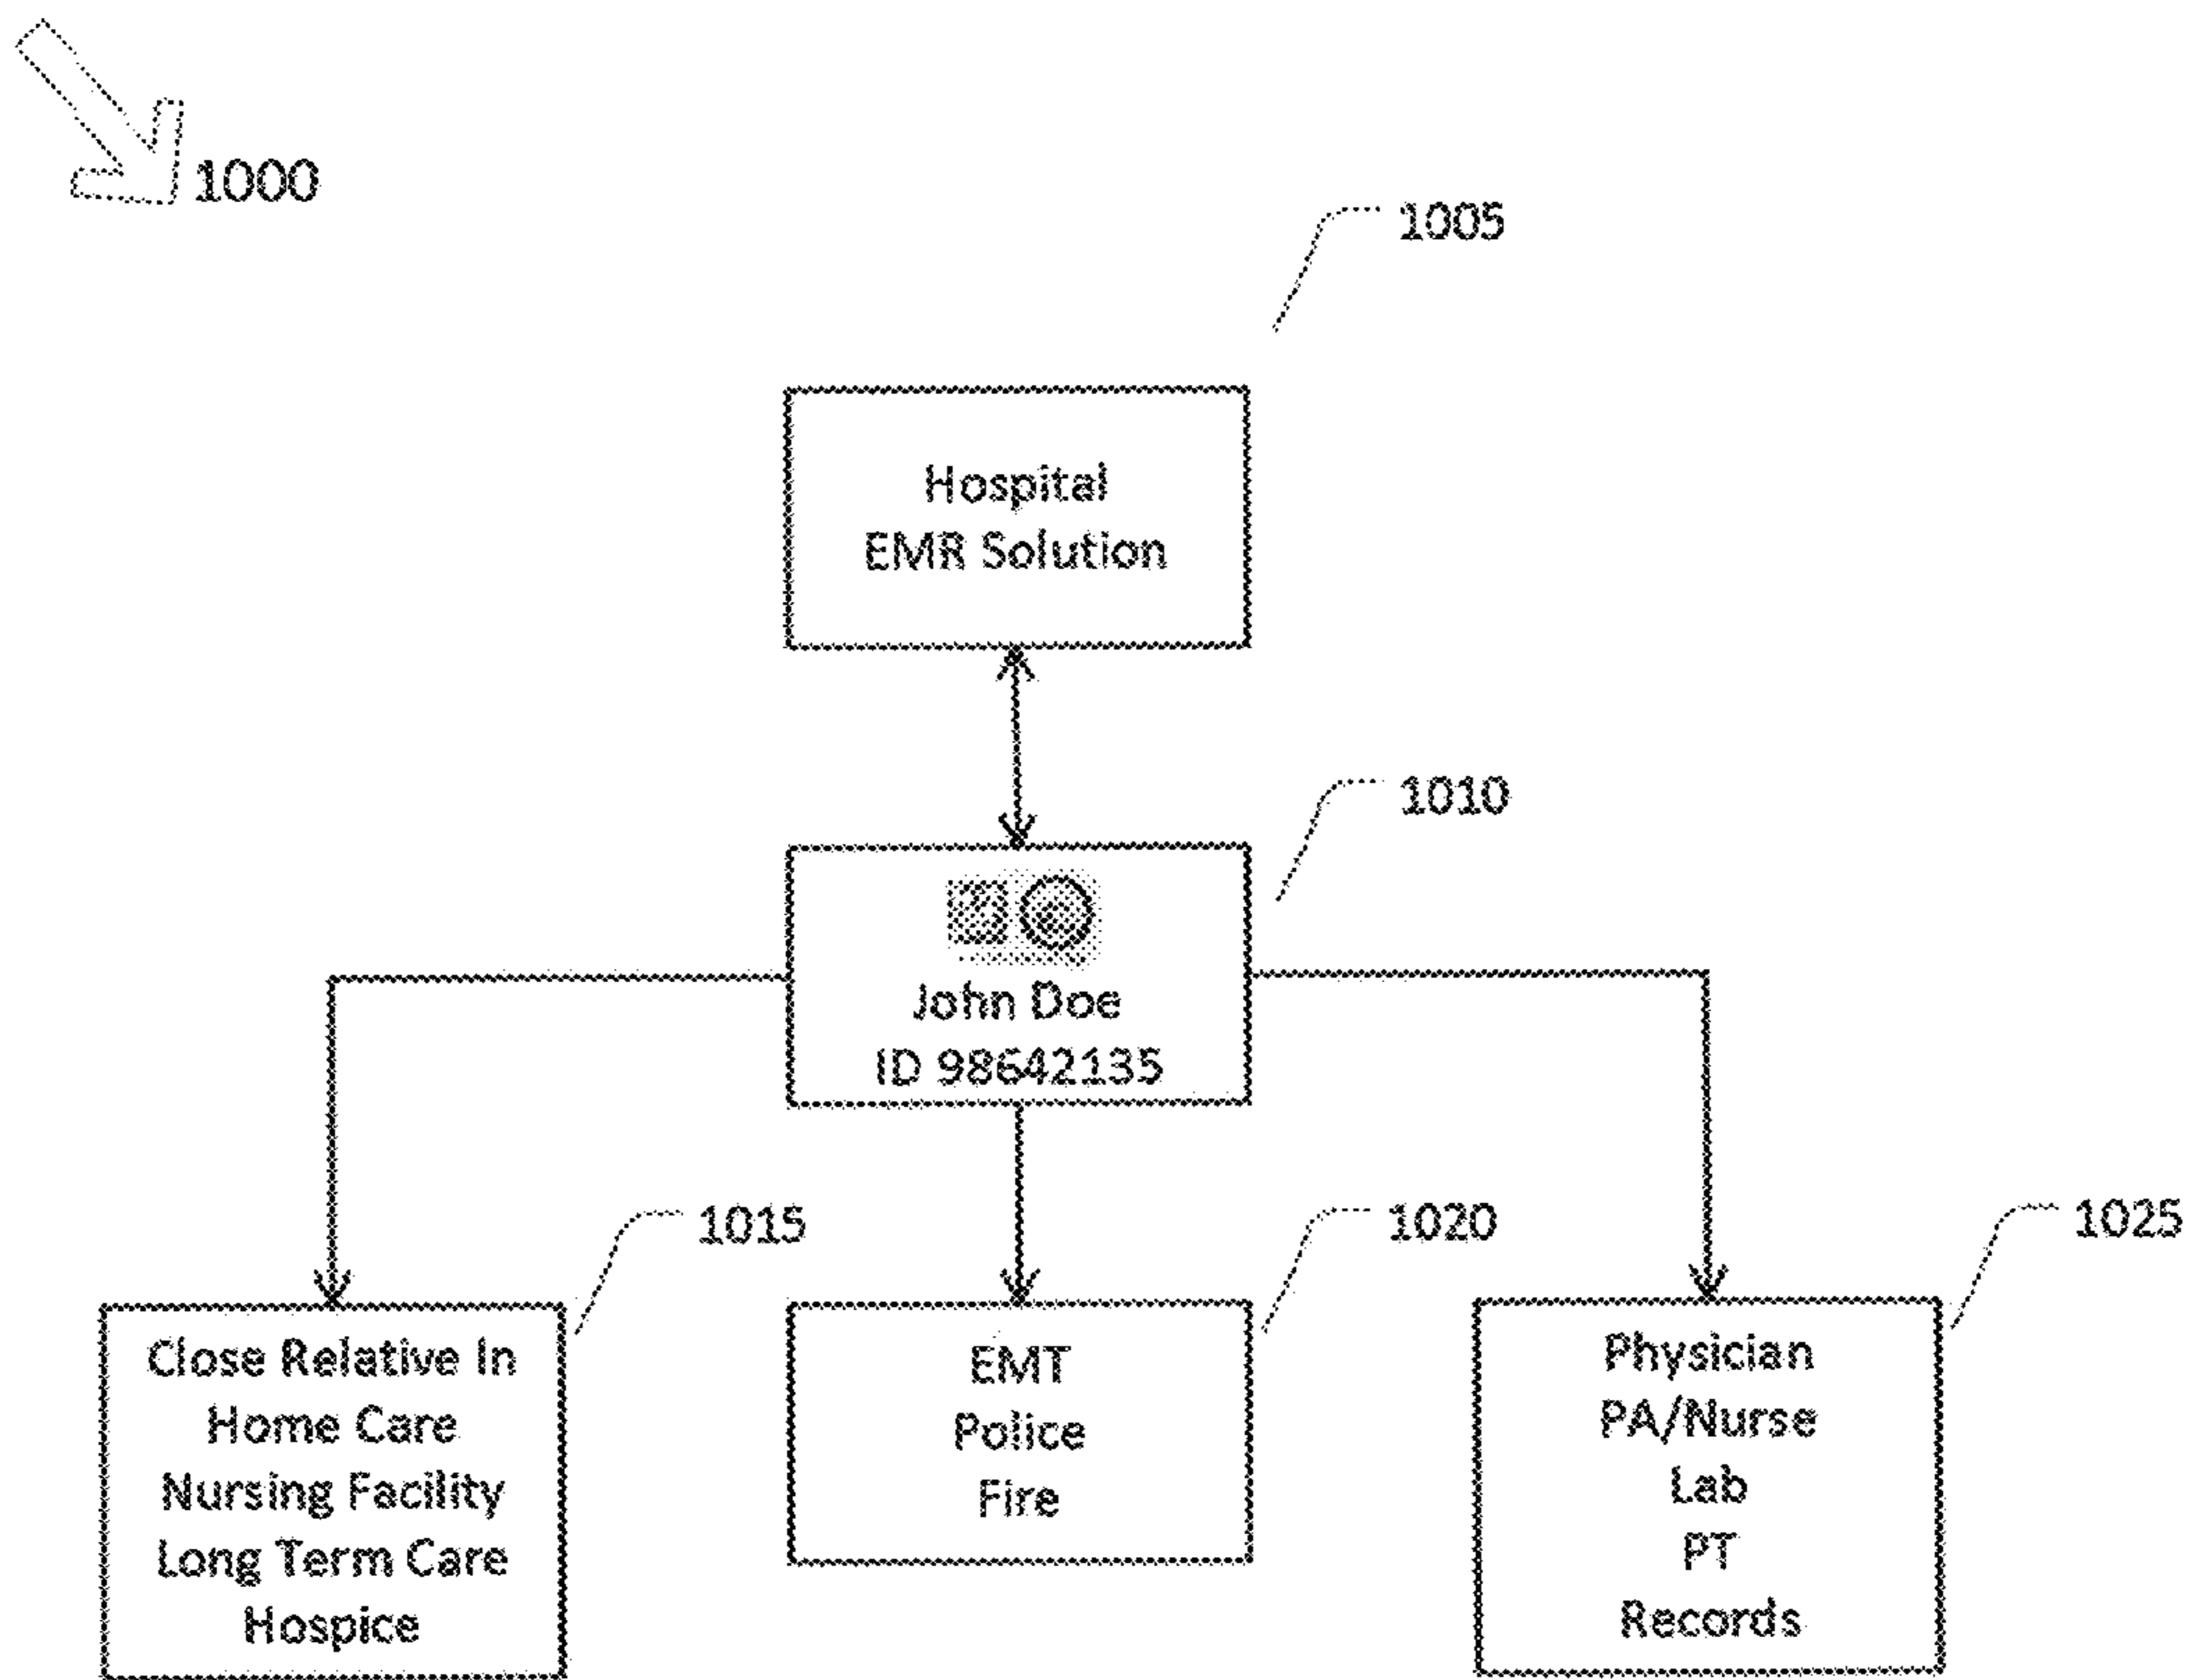 1000
1005
Hospital
EMR Solution
1010
John Doe
ID 98642135
1015
1020
1025
Close Relative In
Home Care
Nursing Facility
Long Term Care
Hospice
EMT
Police
Fire
Physician
PA/Nurse
Lab
PT
Records